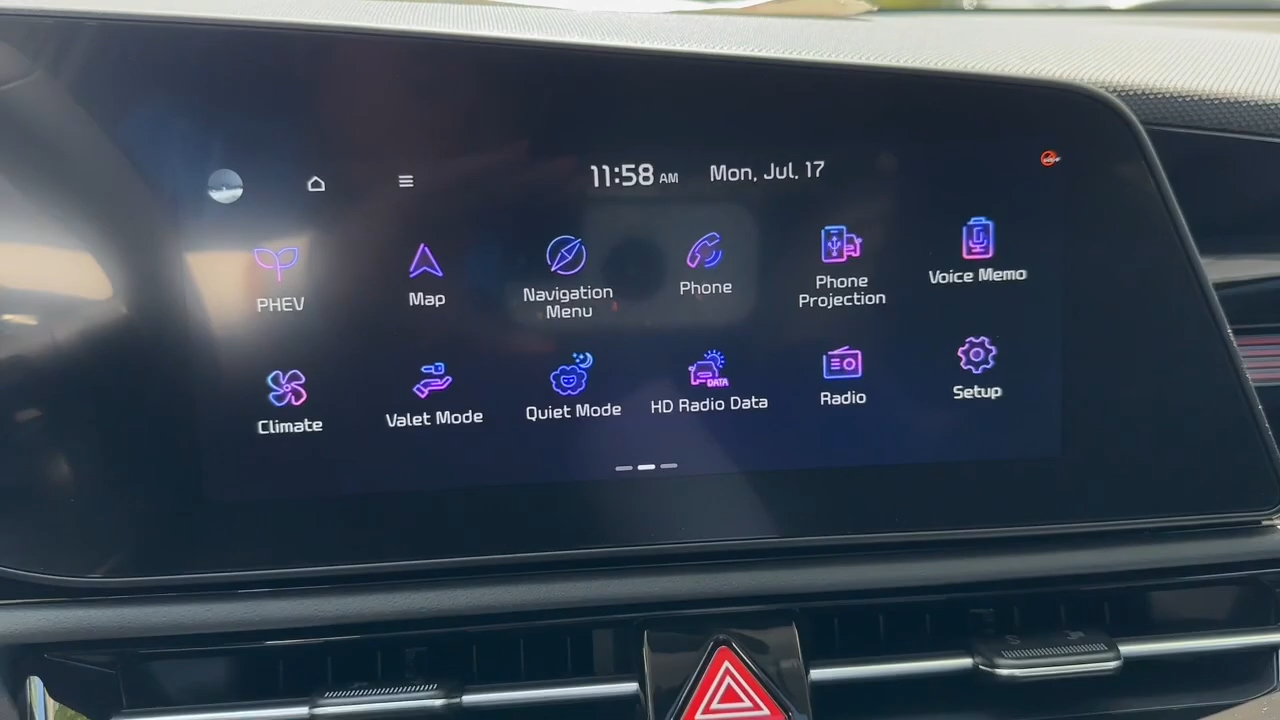 11:58 AM Mon, Jul, 17
PHEV
Map
Navigation
Menu
Phone
Phone
Projection
Voice Memo
Climate
Valet Mode
Quiet Mode
DATA
HD Radio Data
Radio
Setup